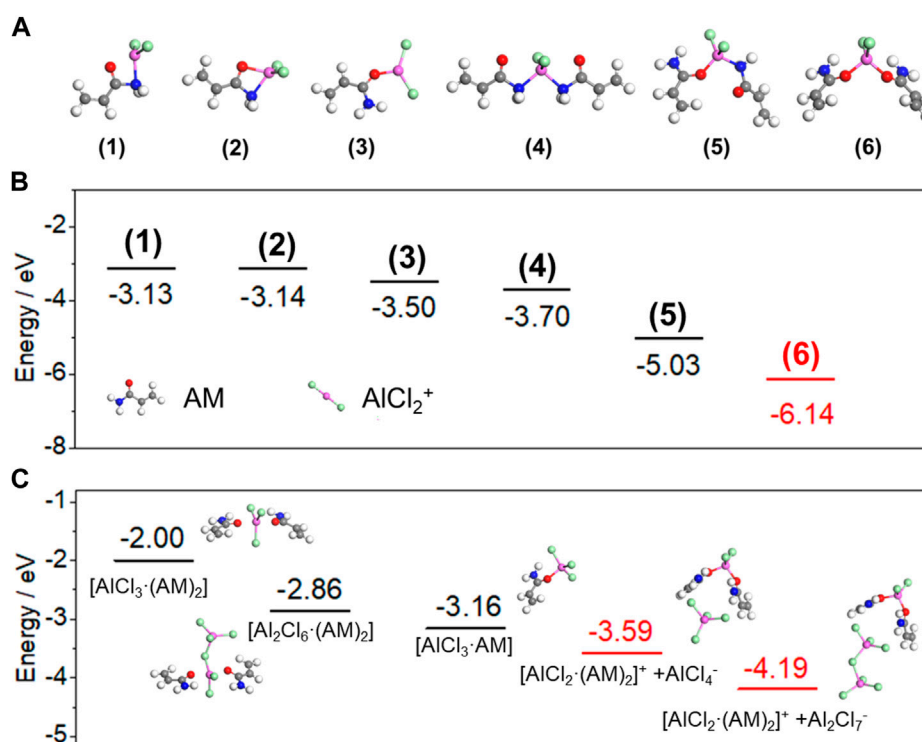 A
(1) (2) (3) (4) (5) (6)
B
Energy / eV
-2
-4
-6
-8
(1)
-3.13
(2)
-3.14
(3)
-3.50
(4)
-3.70
(5)
-5.03
(6)
-6.14
AM
AlCl₂⁺
C
Energy / eV
-1
-2
-3
-4
-5
-2.00
[AlCl₃·(AM)₂]
-2.86
[Al₂Cl₆·(AM)₂]
-3.16
[AlCl₃·AM]
-3.59
[AlCl₂·(AM)₂]⁺ +AlCl₄⁻
-4.19
[AlCl₂·(AM)₂]⁺ +Al₂Cl₇⁻